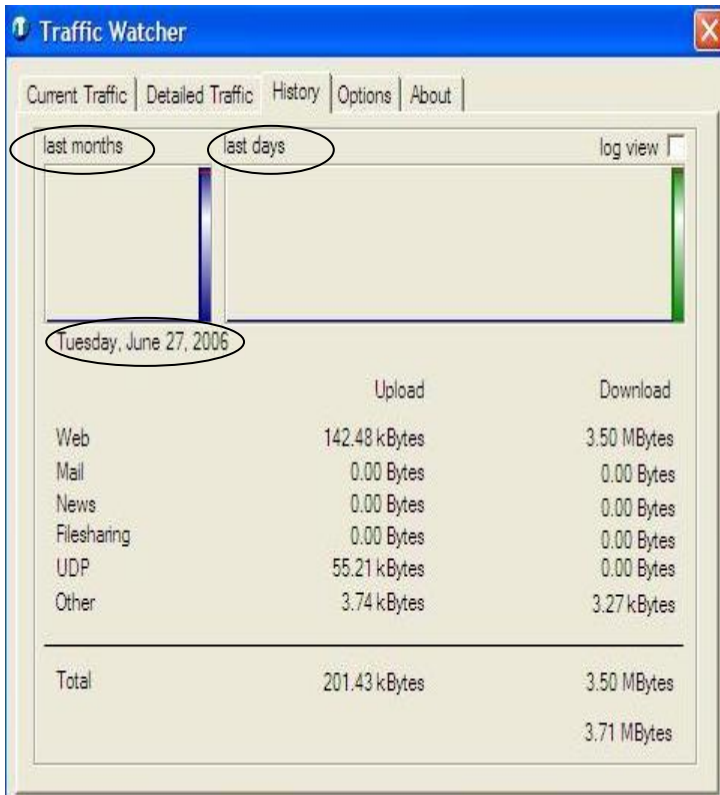 Traffic Watcher
Current Traffic Detailed Traffic History Options About
last months last days log view
Tuesday, June 27, 2006
Upload Download
Web 142.48 kBytes 3.50 MBytes
Mail 0.00 Bytes 0.00 Bytes
News 0.00 Bytes 0.00 Bytes
Filesharing 0.00 Bytes 0.00 Bytes
UDP 55.21 kBytes 0.00 Bytes
Other 3.74 kBytes 3.27 kBytes
Total 201.43 kBytes 3.50 MBytes
3.71 MBytes